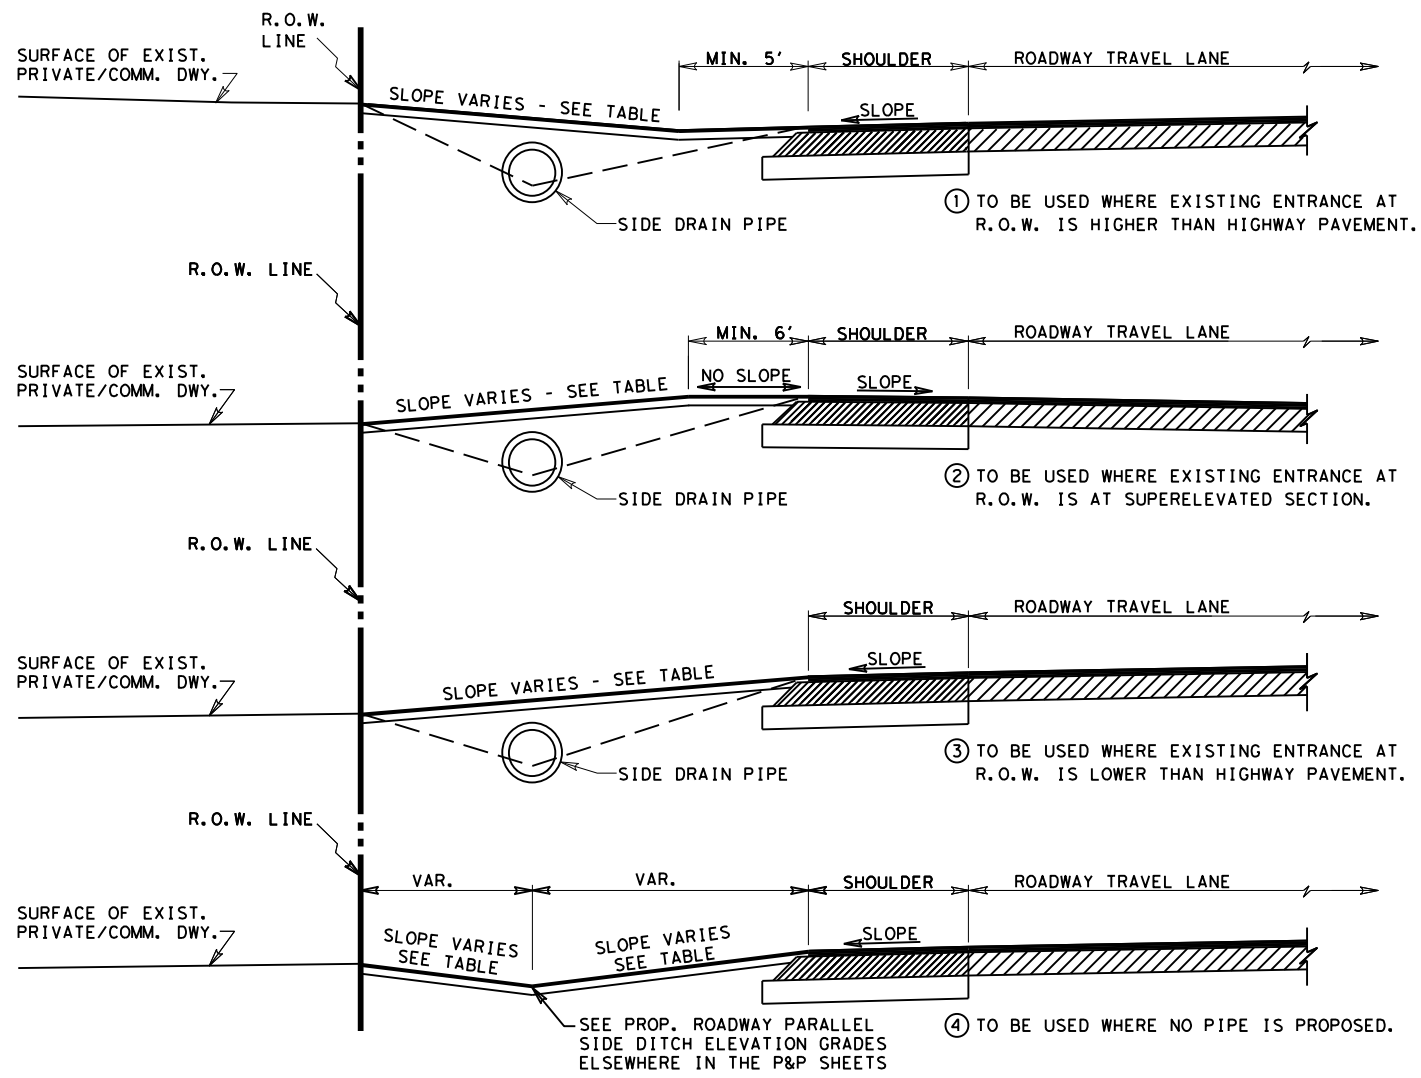 R.O.W.
LINE
SURFACE OF EXIST.
PRIVATE/COMM. DWY.
SLOPE VARIES - SEE TABLE
MIN. 5'
SHOULDER
ROADWAY TRAVEL LANE
SLOPE
SIDE DRAIN PIPE
1 TO BE USED WHERE EXISTING ENTRANCE AT
R.O.W. IS HIGHER THAN HIGHWAY PAVEMENT.
R.O.W. LINE
SURFACE OF EXIST.
PRIVATE/COMM. DWY.
SLOPE VARIES - SEE TABLE
MIN. 6'
SHOULDER
ROADWAY TRAVEL LANE
NO SLOPE
SLOPE
SIDE DRAIN PIPE
2 TO BE USED WHERE EXISTING ENTRANCE AT
R.O.W. IS AT SUPERELEVATED SECTION.
R.O.W. LINE
SURFACE OF EXIST.
PRIVATE/COMM. DWY.
SLOPE VARIES - SEE TABLE
SHOULDER
ROADWAY TRAVEL LANE
SLOPE
SIDE DRAIN PIPE
3 TO BE USED WHERE EXISTING ENTRANCE AT
R.O.W. IS LOWER THAN HIGHWAY PAVEMENT.
R.O.W. LINE
SURFACE OF EXIST.
PRIVATE/COMM. DWY.
VAR.
VAR.
SHOULDER
ROADWAY TRAVEL LANE
SLOPE VARIES
SEE TABLE
SLOPE VARIES
SEE TABLE
SLOPE
SEE PROP. ROADWAY PARALLEL
SIDE DITCH ELEVATION GRADES
ELSEWHERE IN THE P&P SHEETS
4 TO BE USED WHERE NO PIPE IS PROPOSED.